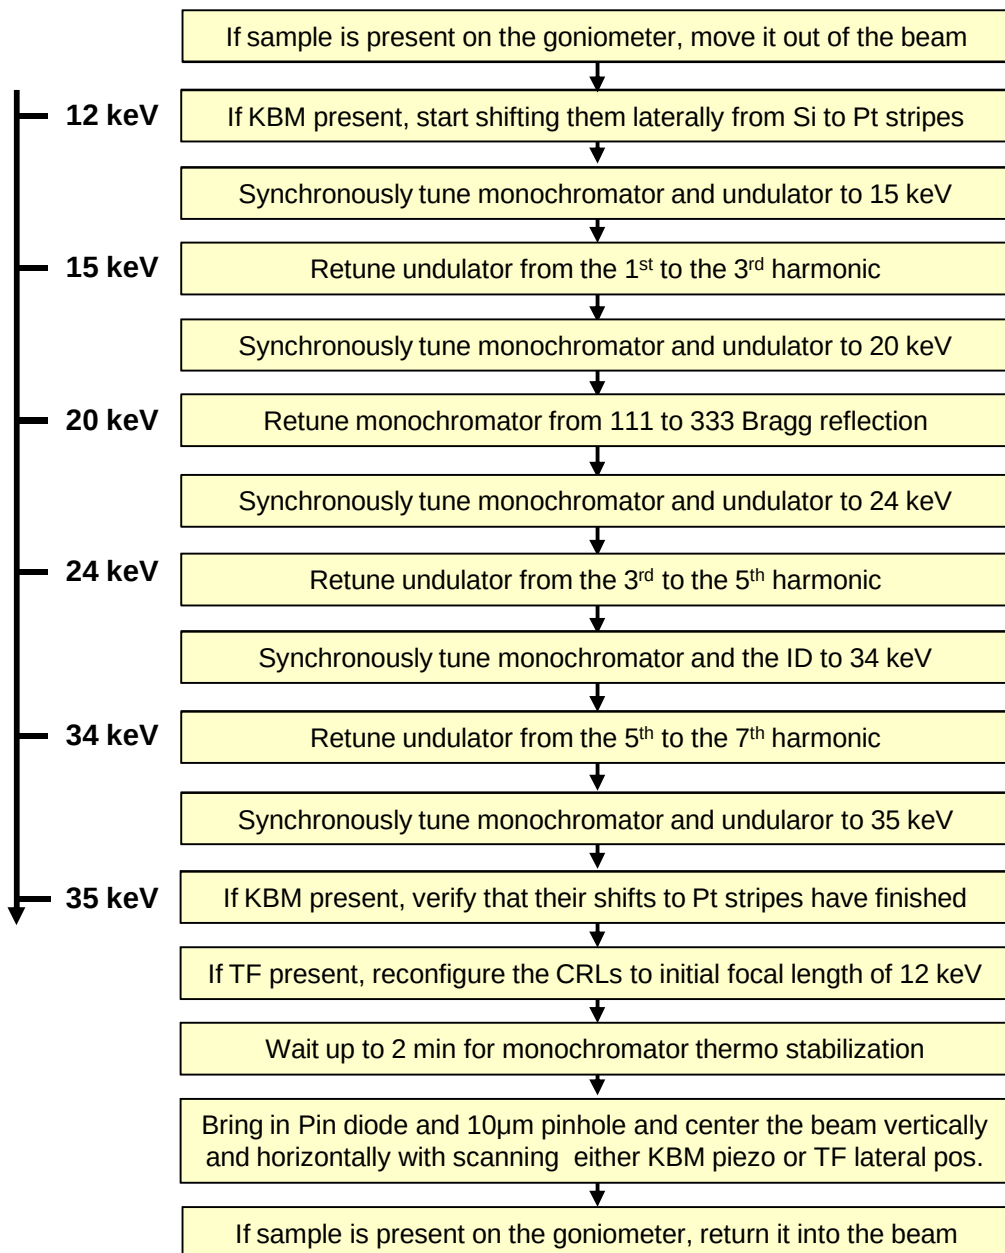 If sample is present on the goniometer, move it out of the beam
12 keV
If KBM present, start shifting them laterally from Si to Pt stripes
Synchronously tune monochromator and undulator to 15 keV
15 keV
Retune undulator from the 1st to the 3rd harmonic
Synchronously tune monochromator and undulator to 20 keV
20 keV
Retune monochromator from 111 to 333 Bragg reflection
Synchronously tune monochromator and undulator to 24 keV
24 keV
Retune undulator from the 3rd to the 5th harmonic
Synchronously tune monochromator and the ID to 34 keV
34 keV
Retune undulator from the 5th to the 7th harmonic
Synchronously tune monochromator and undularor to 35 keV
35 keV
If KBM present, verify that their shifts to Pt stripes have finished
If TF present, reconfigure the CRLs to initial focal length of 12 keV
Wait up to 2 min for monochromator thermo stabilization
Bring in Pin diode and 10µm pinhole and center the beam vertically
and horizontally with scanning either KBM piezo or TF lateral pos.
If sample is present on the goniometer, return it into the beam